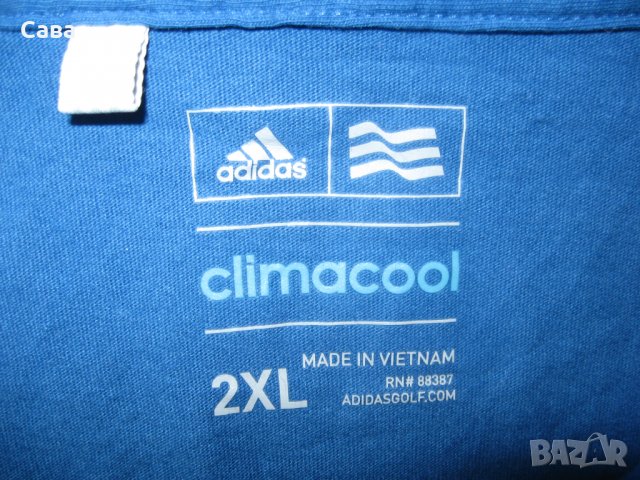 Сава
adidas
climacool
2XL
MADE IN VIETNAM
RN# 88387
ADIDASGOLF.COM
BAZAR